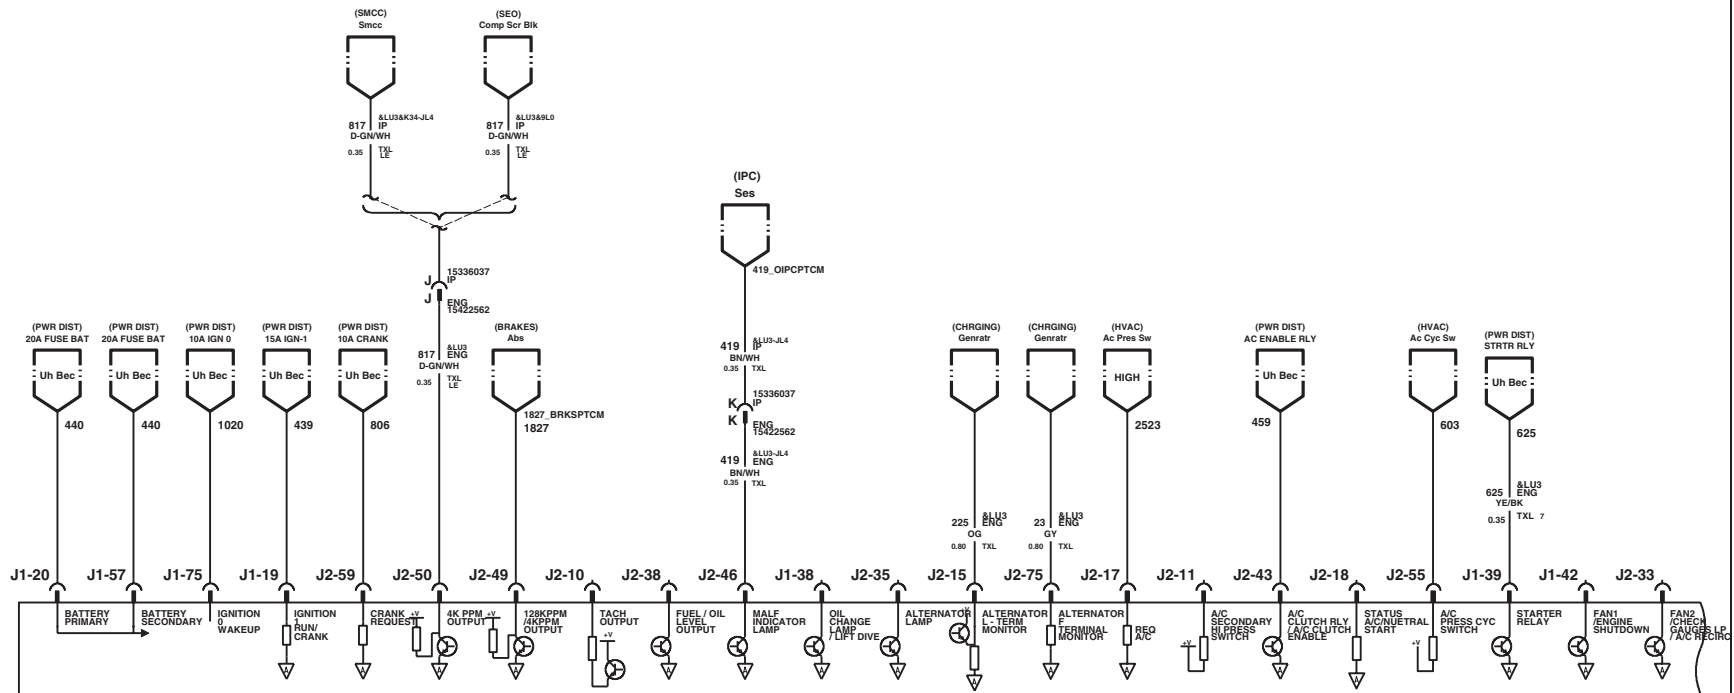 (SMCC)
Smcc
(SEO)
Comp Scr Blk
&LU3&K34-JL4
817 IP
D-GN/WH
0.35 TXL
LE
&LU3&9L0
817 IP
D-GN/WH
0.35 TXL
LE
(IPC)
Ses
419_OIPCPTCM
J 15336037
IP
J ENG
15422562
(PWR DIST)
20A FUSE BAT
Uh Bec
440
(PWR DIST)
20A FUSE BAT
Uh Bec
440
(PWR DIST)
10A IGN 0
Uh Bec
1020
(PWR DIST)
15A IGN-1
Uh Bec
439
(PWR DIST)
10A CRANK
Uh Bec
806
&LU3
817 ENG
D-GN/WH
0.35 TXL
LE
(BRAKES)
Abs
1827_BRKSPTCM
1827
&LU3-JL4
419 IP
BN/WH
0.35 TXL
K 15336037
IP
K ENG
15422562
&LU3-JL4
419 ENG
BN/WH
0.35 TXL
(CHRGING)
Genratr
&LU3
225 ENG
OG
0.80 TXL
(CHRGING)
Genratr
&LU3
23 ENG
GY
0.80 TXL
(HVAC)
Ac Pres Sw
HIGH
2523
(PWR DIST)
AC ENABLE RLY
Uh Bec
459
(HVAC)
Ac Cyc Sw
603
(PWR DIST)
STRTR RLY
Uh Bec
625
&LU3
625 ENG
YE/BK
0.35 TXL 7
J1-20 J1-57 J1-75 J1-19 J2-59 J2-50 J2-49 J2-10 J2-38 J2-46 J1-38 J2-35 J2-15 J2-75 J2-17 J2-11 J2-43 J2-18 J2-55 J1-39 J1-42 J2-33
BATTERY
PRIMARY
BATTERY
SECONDARY
IGNITION
0
WAKEUP
IGNITION
1
RUN/
CRANK
A
CRANK
REQUEST
A
+V
4K PPM
OUTPUT
A
+V
128KPPM
/4KPPM
OUTPUT
A
TACH
OUTPUT
+V
FUEL / OIL
LEVEL
OUTPUT
A
MALF
INDICATOR
LAMP
A
OIL
CHANGE
LAMP
/ LIFT DIVE
A
ALTERNATOR
LAMP
A
ALTERNATOR
L - TERM
MONITOR
A
ALTERNATOR
F
TERMINAL
MONITOR
A
REQ
A/C
A
A/C
SECONDARY
HI PRESS
SWITCH
+V
A/C
CLUTCH RLY
/ A/C CLUTCH
ENABLE
A
STATUS
A/C/NUETRAL
START
A
A/C
PRESS CYC
SWITCH
+V
STARTER
RELAY
A
FAN1
/ENGINE
SHUTDOWN
A
FAN2
/CHECK
GAUGES LP
/ A/C RECIRC
A